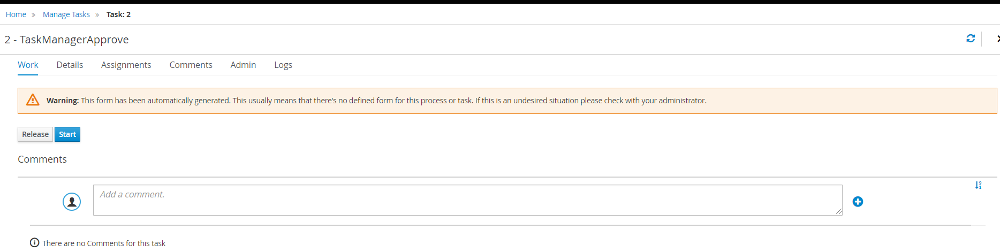 Home » Manage Tasks » Task: 2
2 - TaskManagerApprove
Work Details Assignments Comments Admin Logs
Warning: This form has been automatically generated. This usually means that there's no defined form for this process or task. If this is an undesired situation please check with your administrator.
Release Start
Comments
Add a comment.
There are no Comments for this task